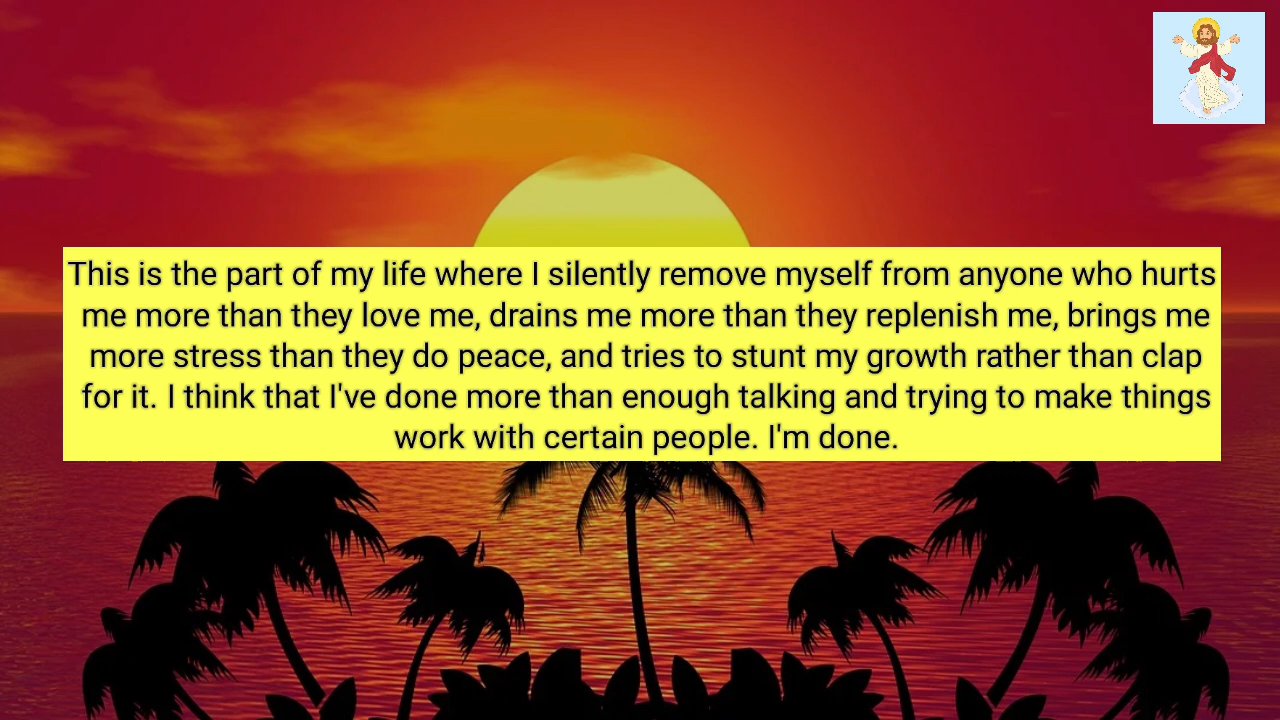 This is the part of my life where I silently remove myself from anyone who hurts
me more than they love me, drains me more than they replenish me, brings me
more stress than they do peace, and tries to stunt my growth rather than clap
for it. I think that I've done more than enough talking and trying to make things
work with certain people. I'm done.